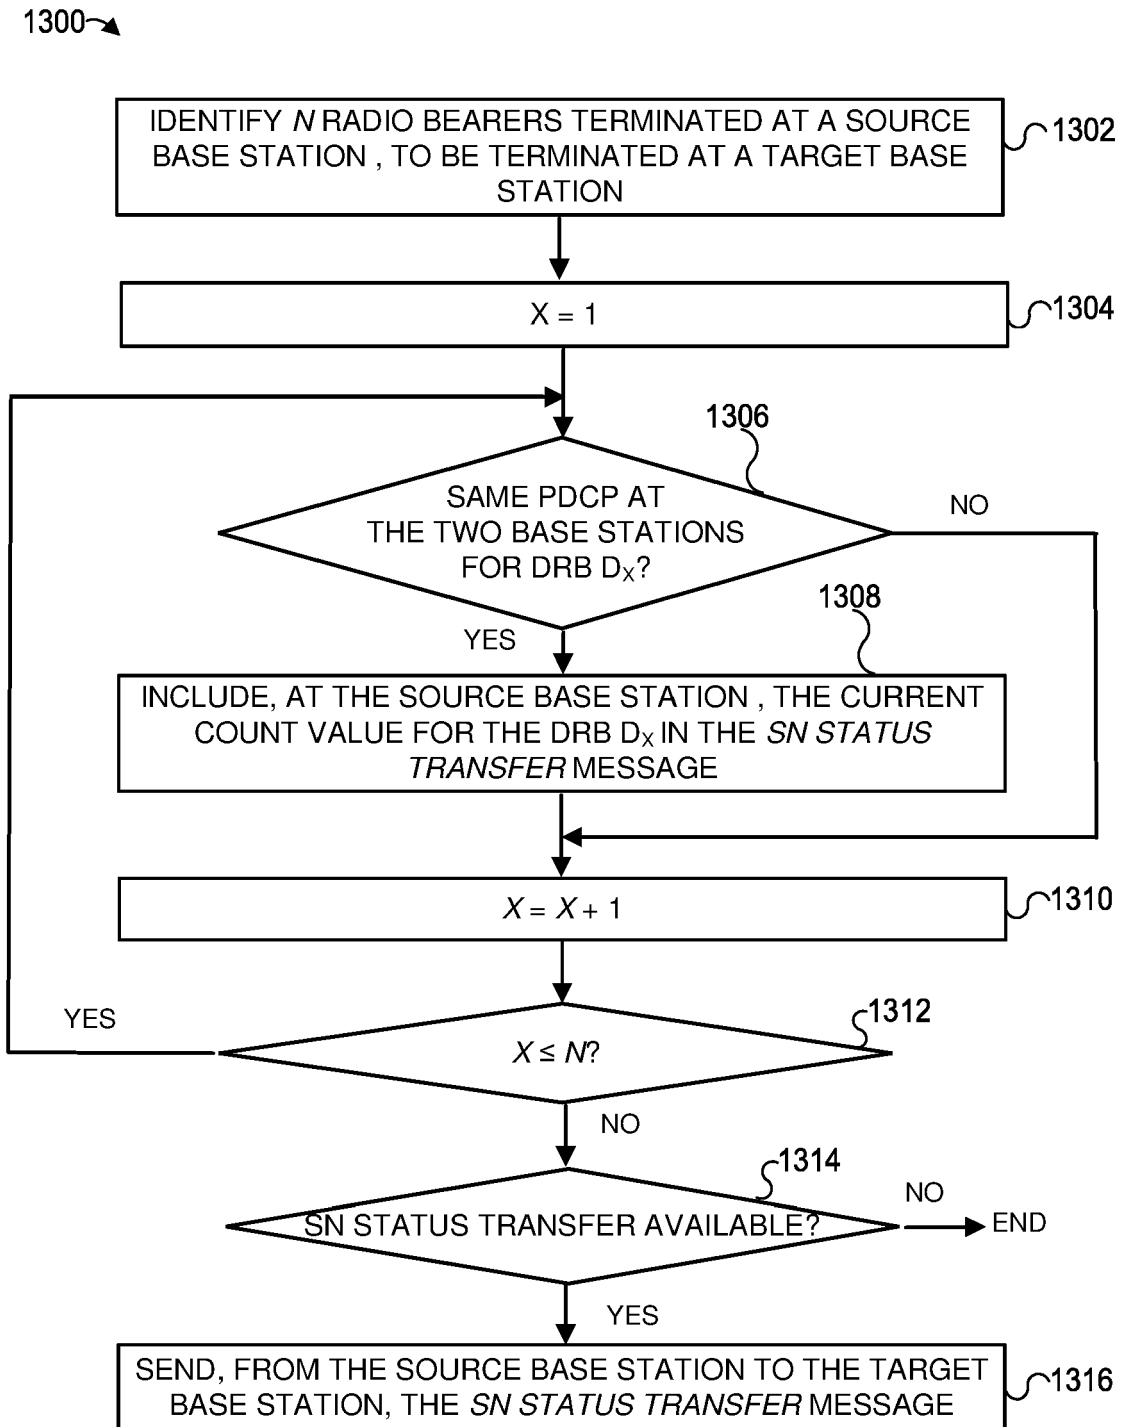 1300
IDENTIFY N RADIO BEARERS TERMINATED AT A SOURCE
BASE STATION , TO BE TERMINATED AT A TARGET BASE
STATION
1302
X = 1
1304
1306
SAME PDCP AT
THE TWO BASE STATIONS
FOR DRB DX?
NO
1308
YES
INCLUDE, AT THE SOURCE BASE STATION , THE CURRENT
COUNT VALUE FOR THE DRB DX IN THE SN STATUS
TRANSFER MESSAGE
X = X + 1
1310
YES
1312
X ≤ N?
NO
1314
SN STATUS TRANSFER AVAILABLE?
NO
END
YES
SEND, FROM THE SOURCE BASE STATION TO THE TARGET
BASE STATION, THE SN STATUS TRANSFER MESSAGE
1316